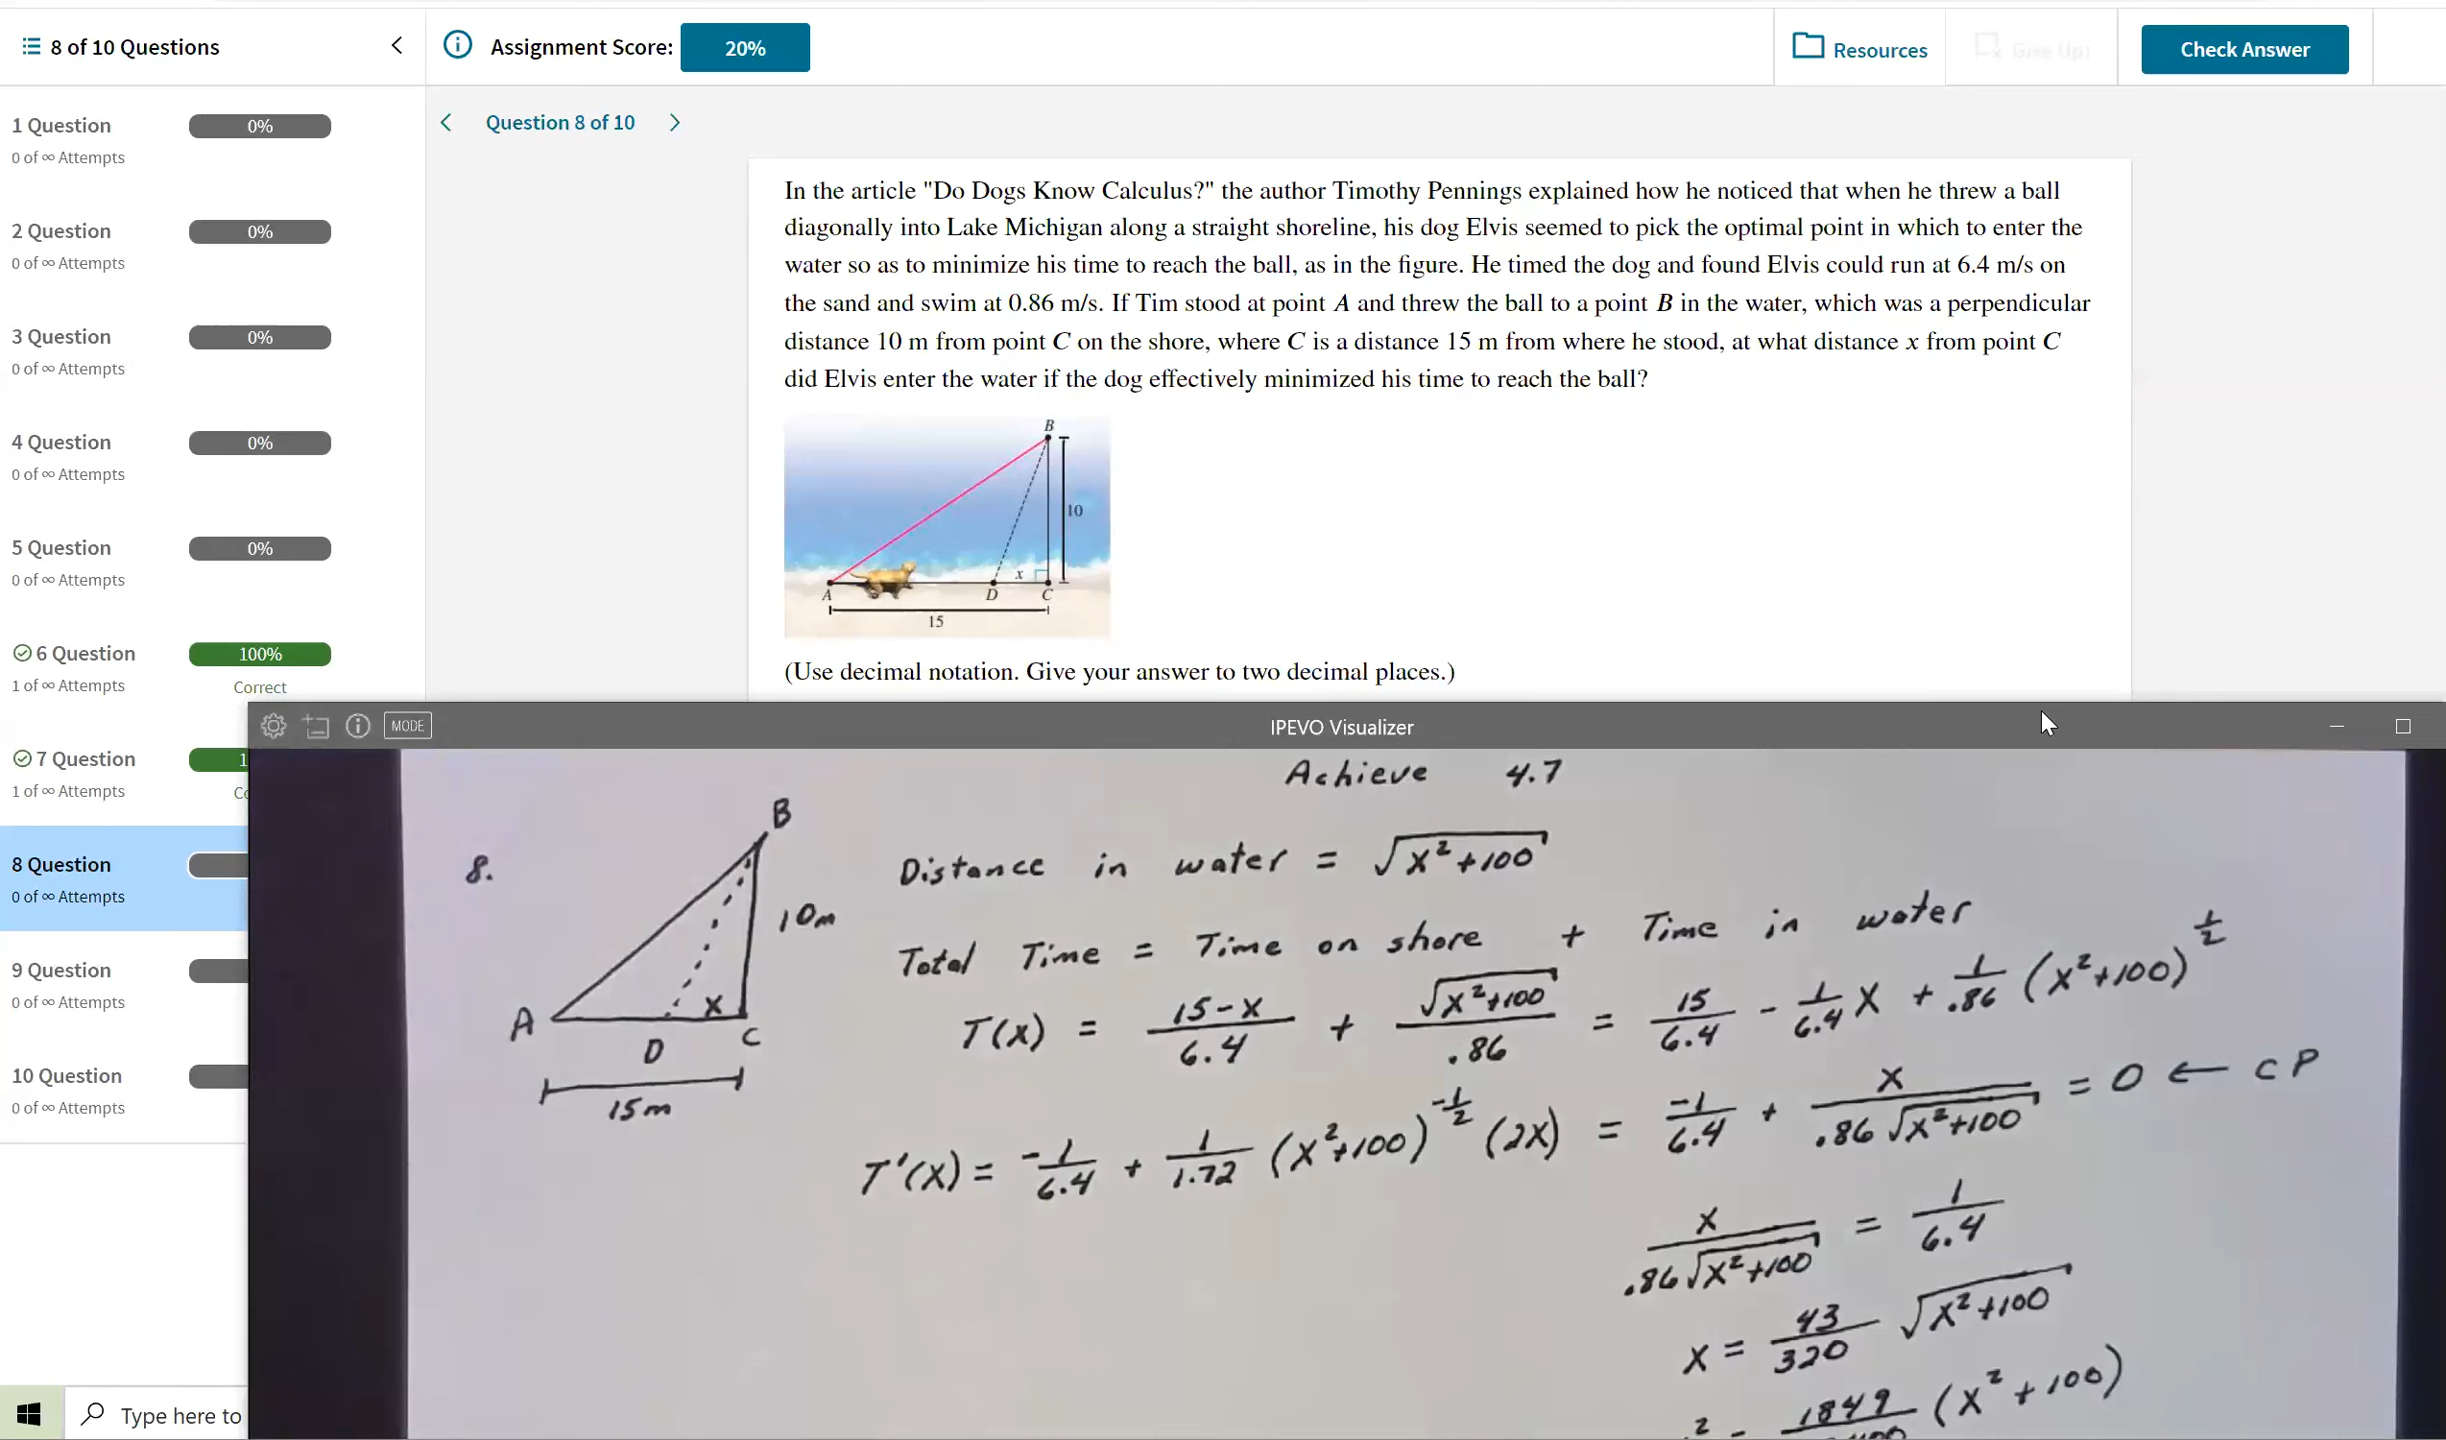 8 of 10 Questions
Assignment Score: 20%
Resources
Give Up!
Check Answer
1 Question 0%
0 of ∞ Attempts
2 Question 0%
0 of ∞ Attempts
3 Question 0%
0 of ∞ Attempts
4 Question 0%
0 of ∞ Attempts
5 Question 0%
0 of ∞ Attempts
6 Question 100%
1 of ∞ Attempts Correct
7 Question 1
1 of ∞ Attempts Co
8 Question
0 of ∞ Attempts
9 Question
0 of ∞ Attempts
10 Question
0 of ∞ Attempts
Question 8 of 10
In the article "Do Dogs Know Calculus?" the author Timothy Pennings explained how he noticed that when he threw a ball
diagonally into Lake Michigan along a straight shoreline, his dog Elvis seemed to pick the optimal point in which to enter the
water so as to minimize his time to reach the ball, as in the figure. He timed the dog and found Elvis could run at 6.4 m/s on
the sand and swim at 0.86 m/s. If Tim stood at point A and threw the ball to a point B in the water, which was a perpendicular
distance 10 m from point C on the shore, where C is a distance 15 m from where he stood, at what distance x from point C
did Elvis enter the water if the dog effectively minimized his time to reach the ball?
B
10
x
A D C
15
(Use decimal notation. Give your answer to two decimal places.)
MODE
IPEVO Visualizer
Achieve 4.7
8.
B
10m
A x C
D
15m
Distance in water = √(x²+100)
Total Time = Time on shore + Time in water
T(x) = (15-x)/6.4 + √(x²+100)/.86 = 15/6.4 - 1/6.4 x + 1/.86 (x²+100)^(1/2)
T'(x) = -1/6.4 + 1/1.72 (x²+100)^(-1/2) (2x) = -1/6.4 + x/(.86√(x²+100)) = 0 ← CP
x/(.86√(x²+100)) = 1/6.4
x = 43/320 √(x²+100)
1849 (x²+100)
Type here to